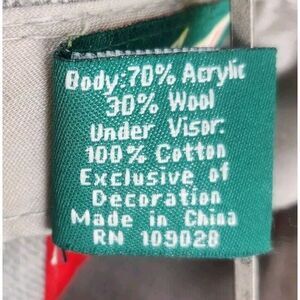 Body: 70% Acrylic
30% Wool
Under Visor:
100% Cotton
Exclusive of
Decoration
Made in China
RN 109028